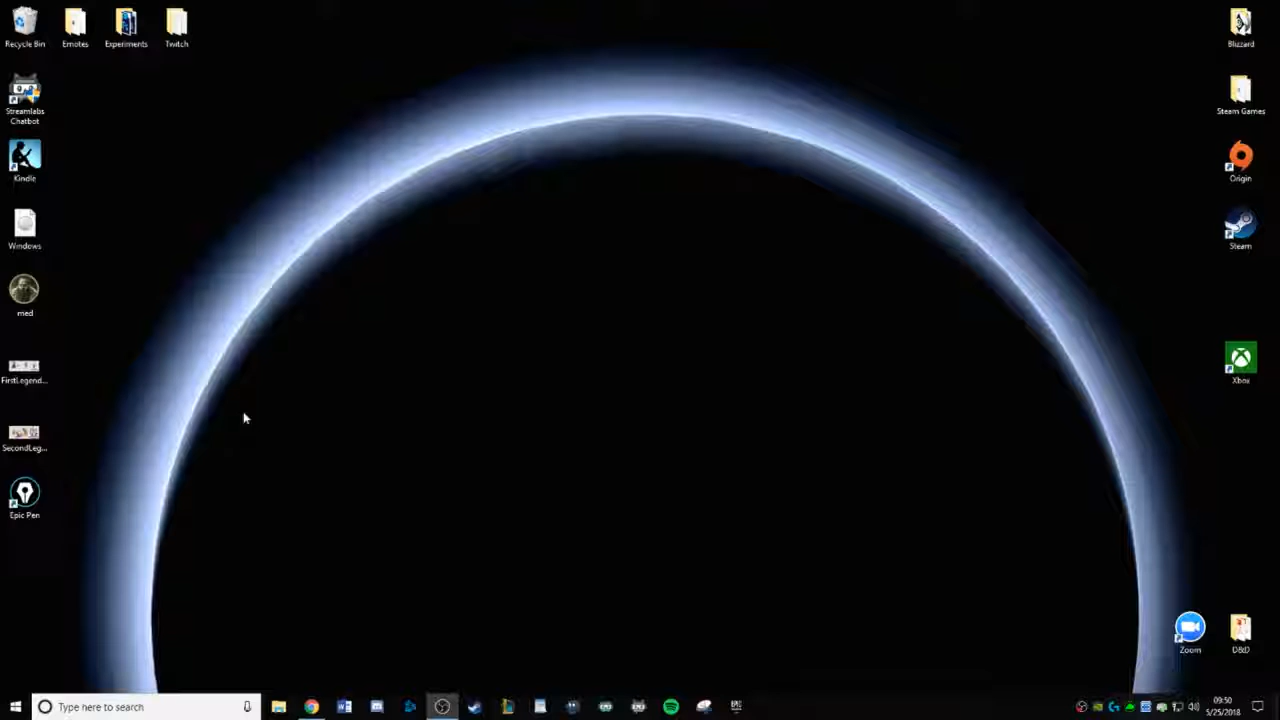 Recycle Bin
Emotes
Experiments
Twitch
Blizzard
Streamlabs
Chatbot
Steam Games
Kindle
Origin
Windows
Steam
med
FirstLegend...
Xbox
SecondLeg...
Epic Pen
Zoom
D&D
Type here to search
09:50
5/25/2018